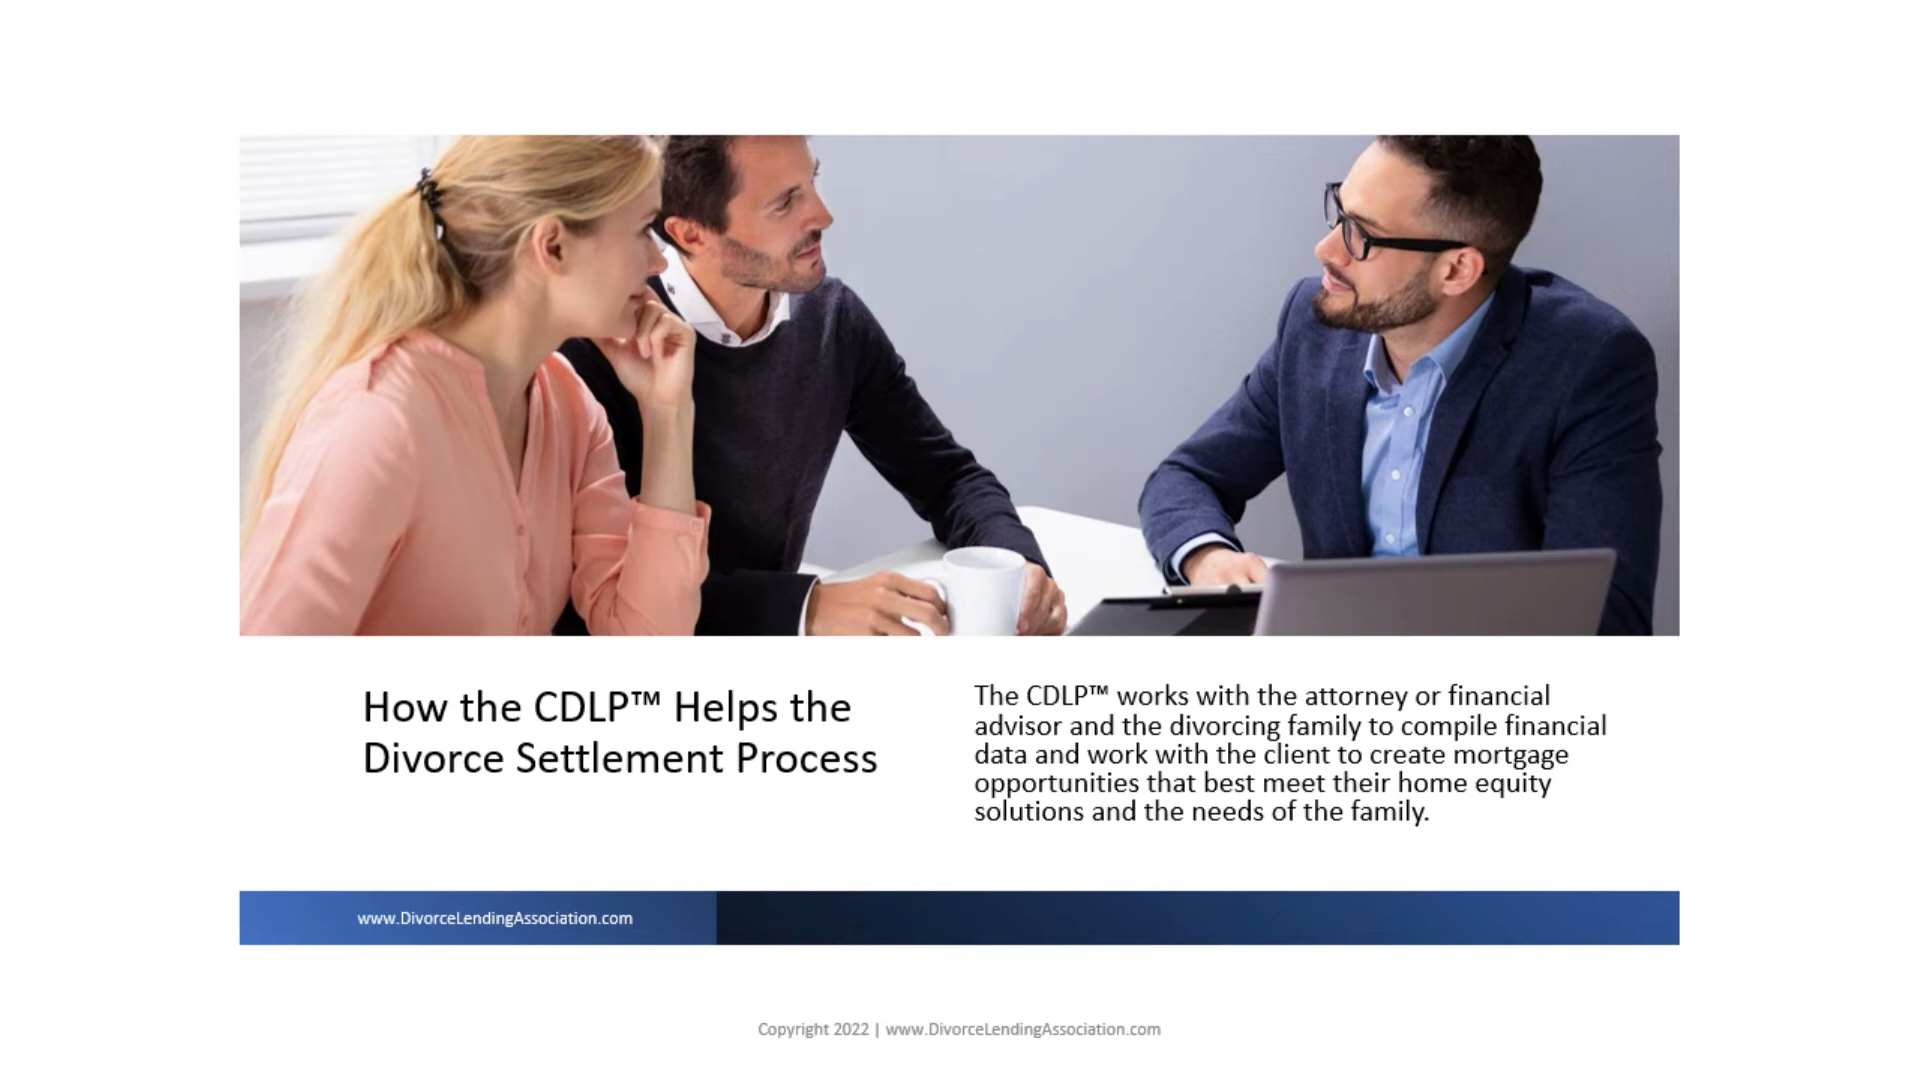 How the CDLP™ Helps the
Divorce Settlement Process
The CDLP™ works with the attorney or financial
advisor and the divorcing family to compile financial
data and work with the client to create mortgage
opportunities that best meet their home equity
solutions and the needs of the family.
www.DivorceLendingAssociation.com
Copyright 2022 | www.DivorceLendingAssociation.com